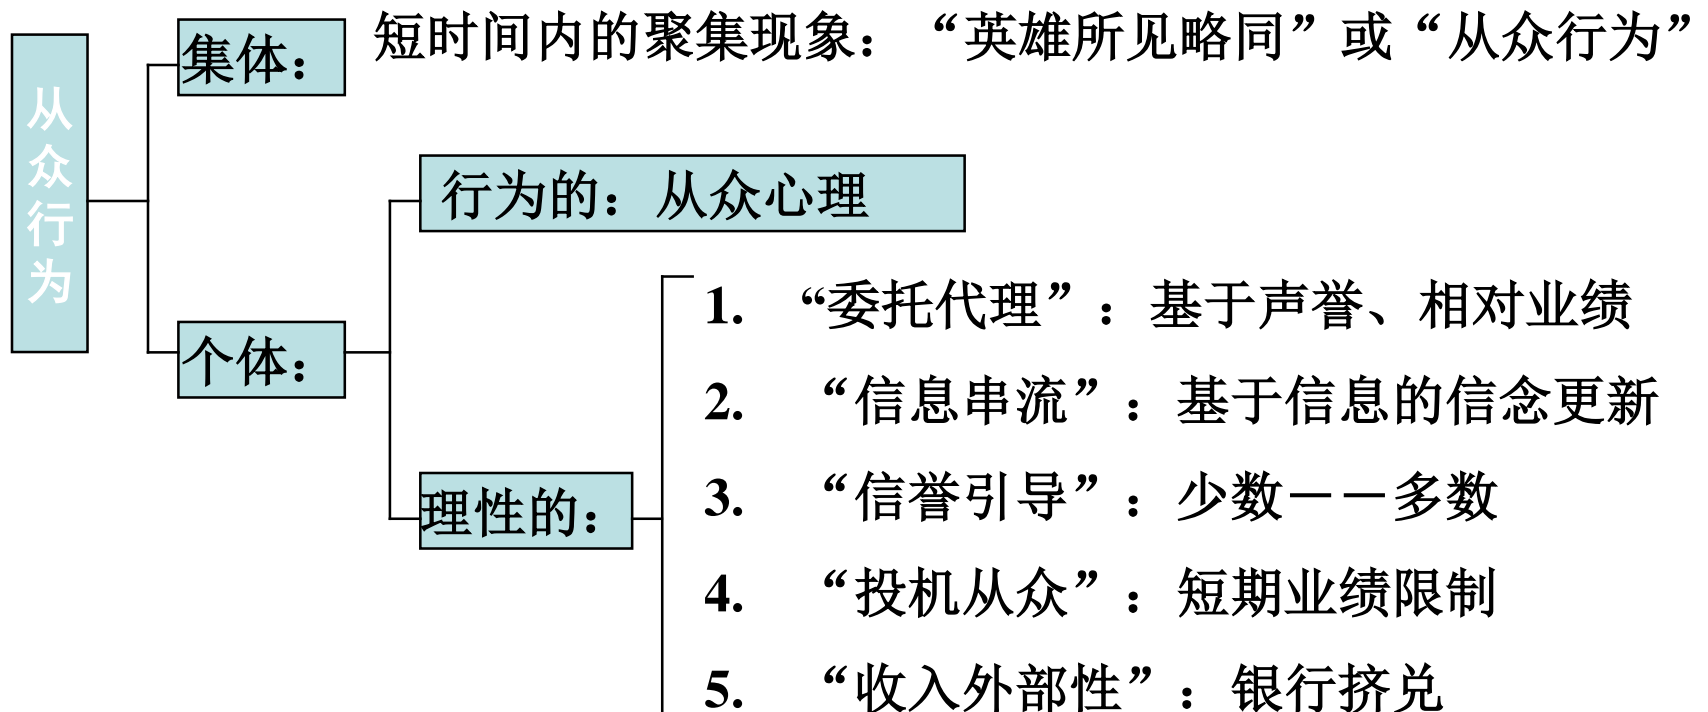 从众行为
集体：
短时间内的聚集现象：“英雄所见略同”或“从众行为”
行为的：从众心理
个体：
理性的：
1. “委托代理”：基于声誉、相对业绩
2. “信息串流”：基于信息的信念更新
3. “信誉引导”：少数－－多数
4. “投机从众”：短期业绩限制
5. “收入外部性”：银行挤兑